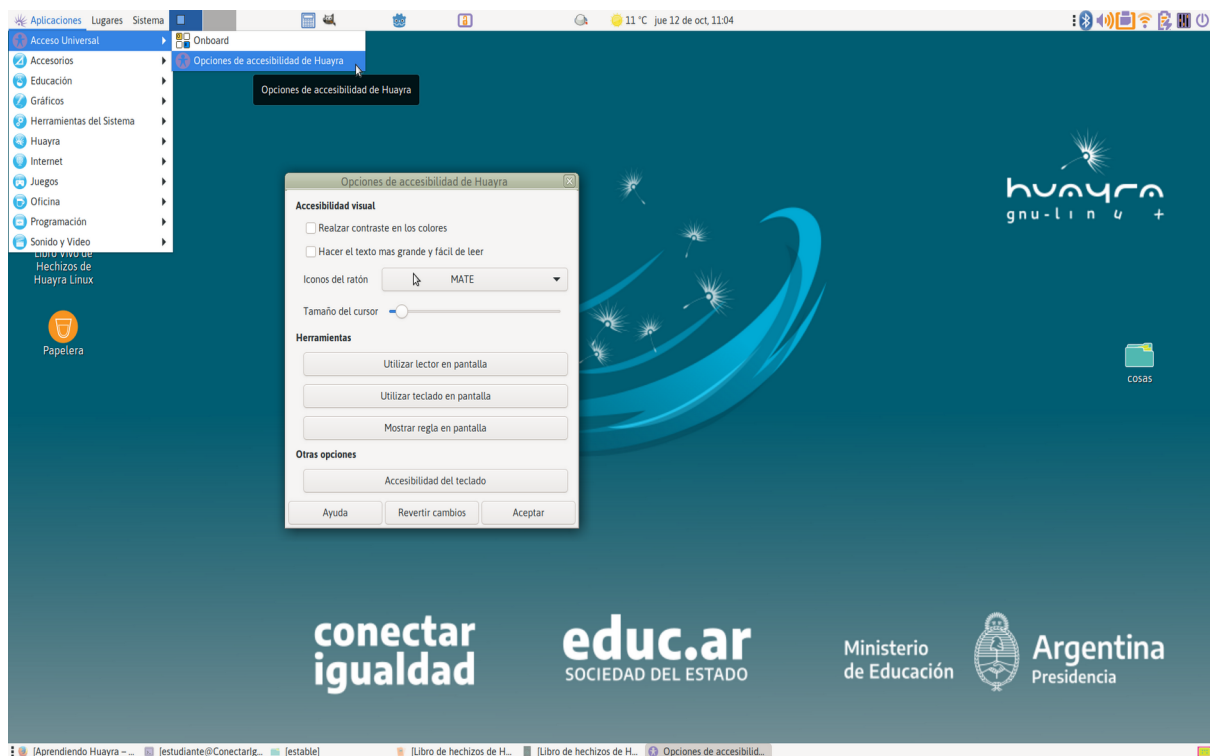 Aplicaciones Lugares Sistema
11 °C jue 12 de oct, 11:04
Acceso Universal
Accesorios
Educación
Gráficos
Herramientas del Sistema
Huayra
Internet
Juegos
Oficina
Programación
Sonido y Video
Onboard
Opciones de accesibilidad de Huayra
Opciones de accesibilidad de Huayra
Libro Vivo de
Hechizos de
Huayra Linux
Papelera
Opciones de accesibilidad de Huayra
Accesibilidad visual
Realzar contraste en los colores
Hacer el texto mas grande y fácil de leer
Iconos del ratón MATE
Tamaño del cursor
Herramientas
Utilizar lector en pantalla
Utilizar teclado en pantalla
Mostrar regla en pantalla
Otras opciones
Accesibilidad del teclado
Ayuda Revertir cambios Aceptar
huayra
gnu-linu +
cosas
conectar
igualdad
educ.ar
SOCIEDAD DEL ESTADO
Ministerio
de Educación
Argentina
Presidencia
[Aprendiendo Huayra – ... [estudiante@ConectarIg... [estable] [Libro de hechizos de H... [Libro de hechizos de H... Opciones de accesibilid...